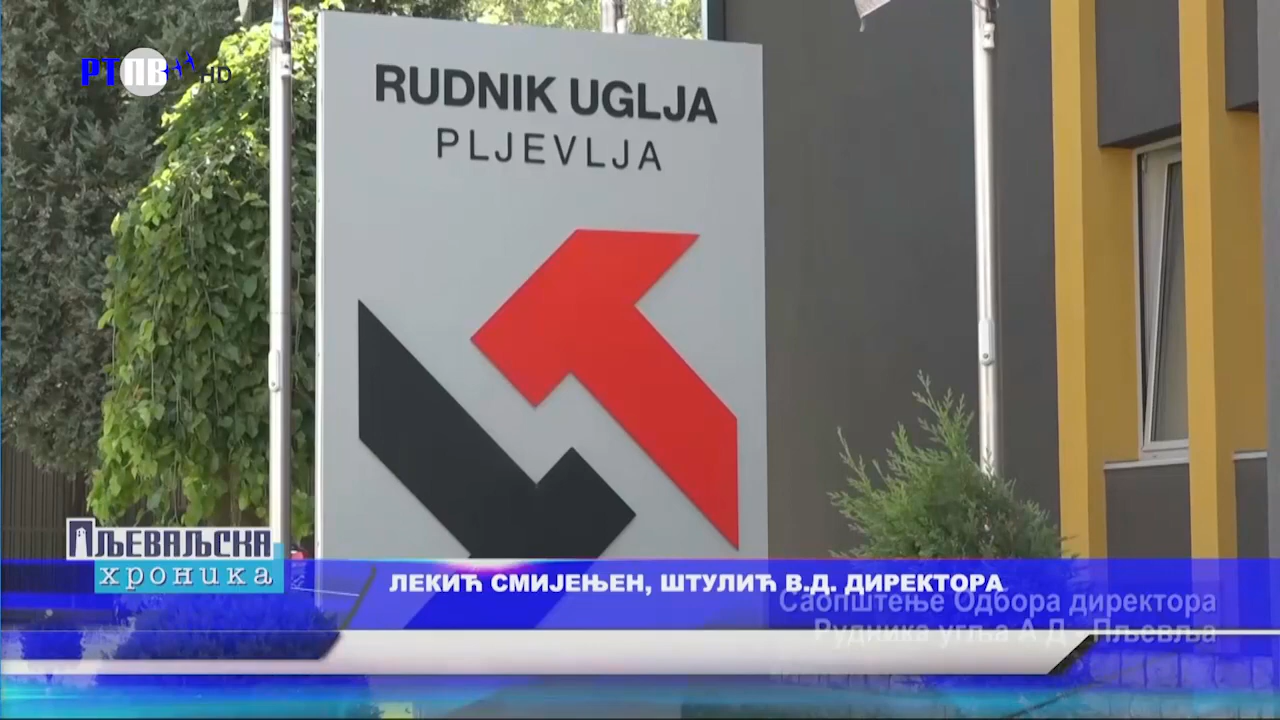 РТПВ HD
RUDNIK UGLJA
PLJEVLJA
ПЉЕВАЉСКА
хроника
ЛЕКИЋ СМИЈЕЊЕН, ШТУЛИЋ В.Д. ДИРЕКТОРА
Саопштење Одбора директора
Рудника угља А Д - Пљевља